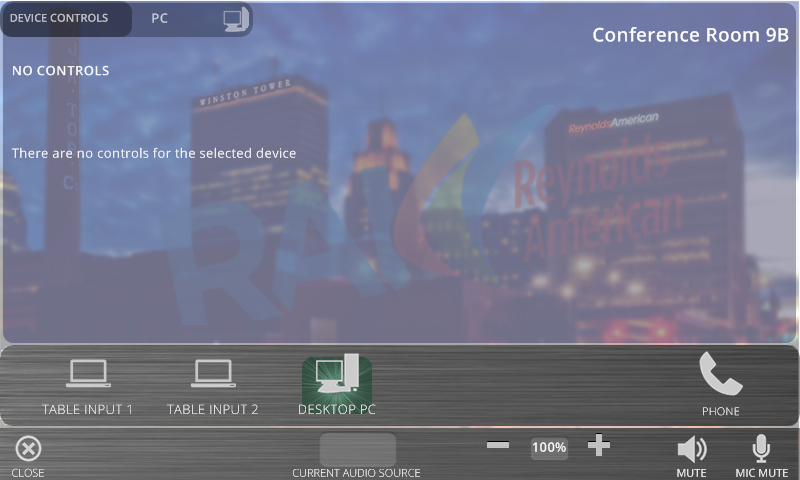 DEVICE CONTROLS
PC
Conference Room 9B
NO CONTROLS
WINSTON TOWER
ReynoldsAmerican
There are no controls for the selected device
Reynolds
American
RAI
TABLE INPUT 1
TABLE INPUT 2
DESKTOP PC
PHONE
100%
CLOSE
CURRENT AUDIO SOURCE
MUTE
MIC MUTE